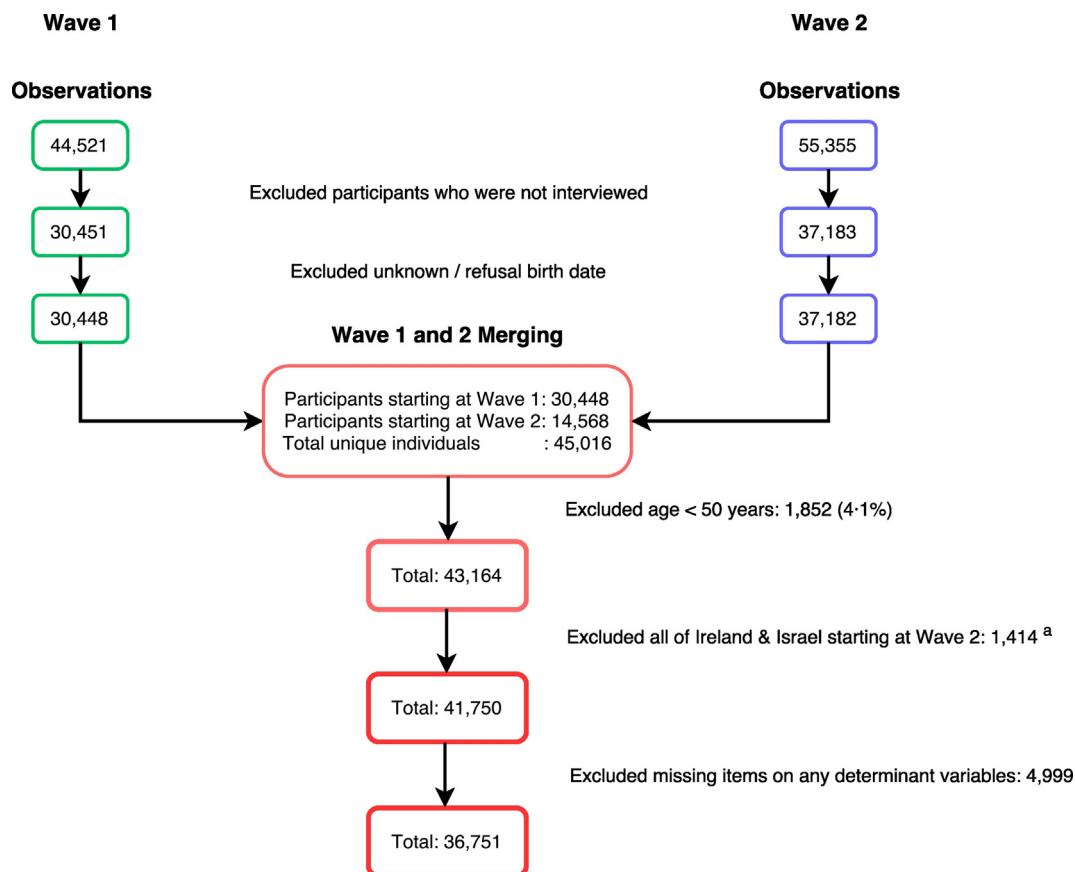 Wave 1
Wave 2
Observations
Observations
44,521
55,355
Excluded participants who were not interviewed
30,451
37,183
Excluded unknown / refusal birth date
30,448
37,182
Wave 1 and 2 Merging
Participants starting at Wave 1: 30,448
Participants starting at Wave 2: 14,568
Total unique individuals : 45,016
Excluded age < 50 years: 1,852 (4·1%)
Total: 43,164
Excluded all of Ireland & Israel starting at Wave 2: 1,414 a
Total: 41,750
Excluded missing items on any determinant variables: 4,999
Total: 36,751